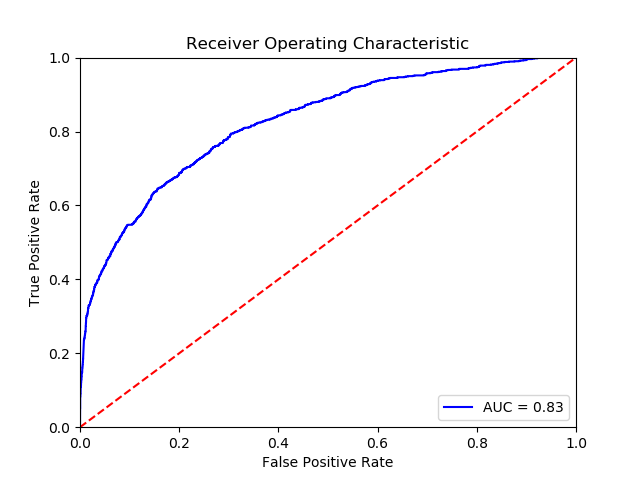 Receiver Operating Characteristic
1.0
0.8
0.6
0.4
0.2
0.0
True Positive Rate
AUC = 0.83
0.0 0.2 0.4 0.6 0.8 1.0
False Positive Rate